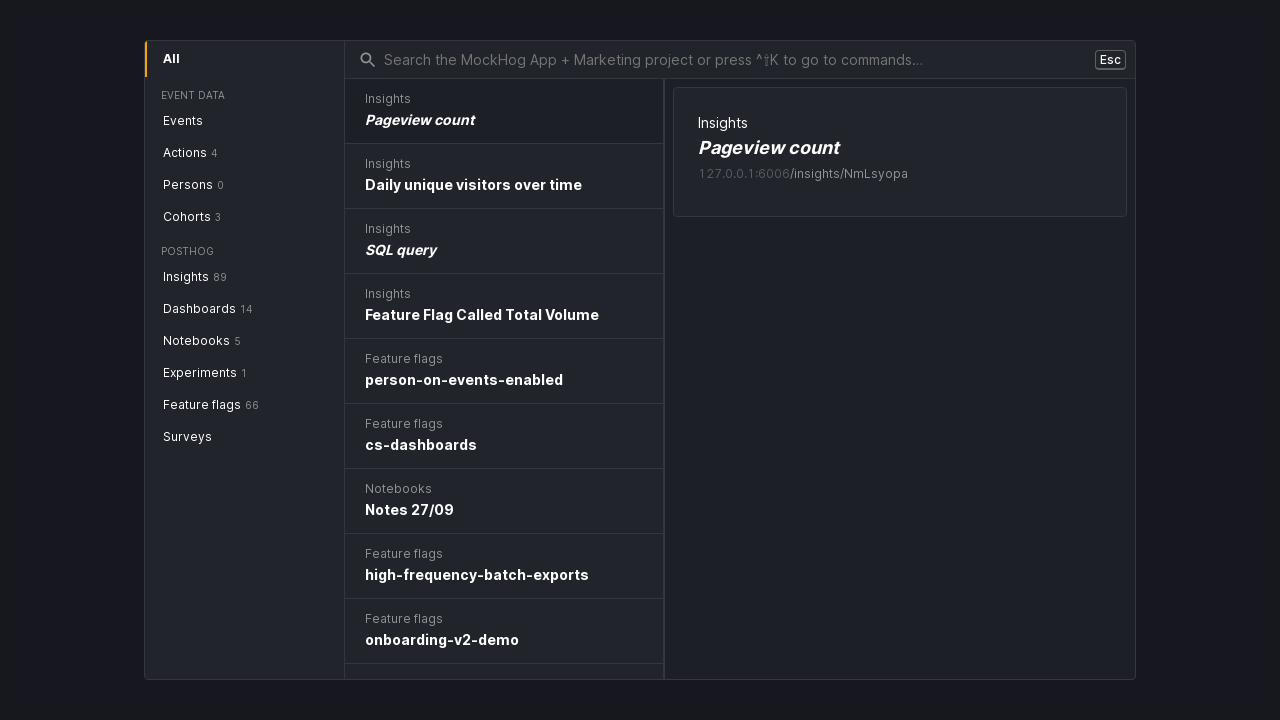 All
EVENT DATA
Events
Actions 4
Persons 0
Cohorts 3
POSTHOG
Insights 89
Dashboards 14
Notebooks 5
Experiments 1
Feature flags 66
Surveys
Search the MockHog App + Marketing project or press ^⇧K to go to commands...
Esc
Insights
Pageview count
Insights
Daily unique visitors over time
Insights
SQL query
Insights
Feature Flag Called Total Volume
Feature flags
person-on-events-enabled
Feature flags
cs-dashboards
Notebooks
Notes 27/09
Feature flags
high-frequency-batch-exports
Feature flags
onboarding-v2-demo
Insights
Pageview count
127.0.0.1:6006/insights/NmLsyopa